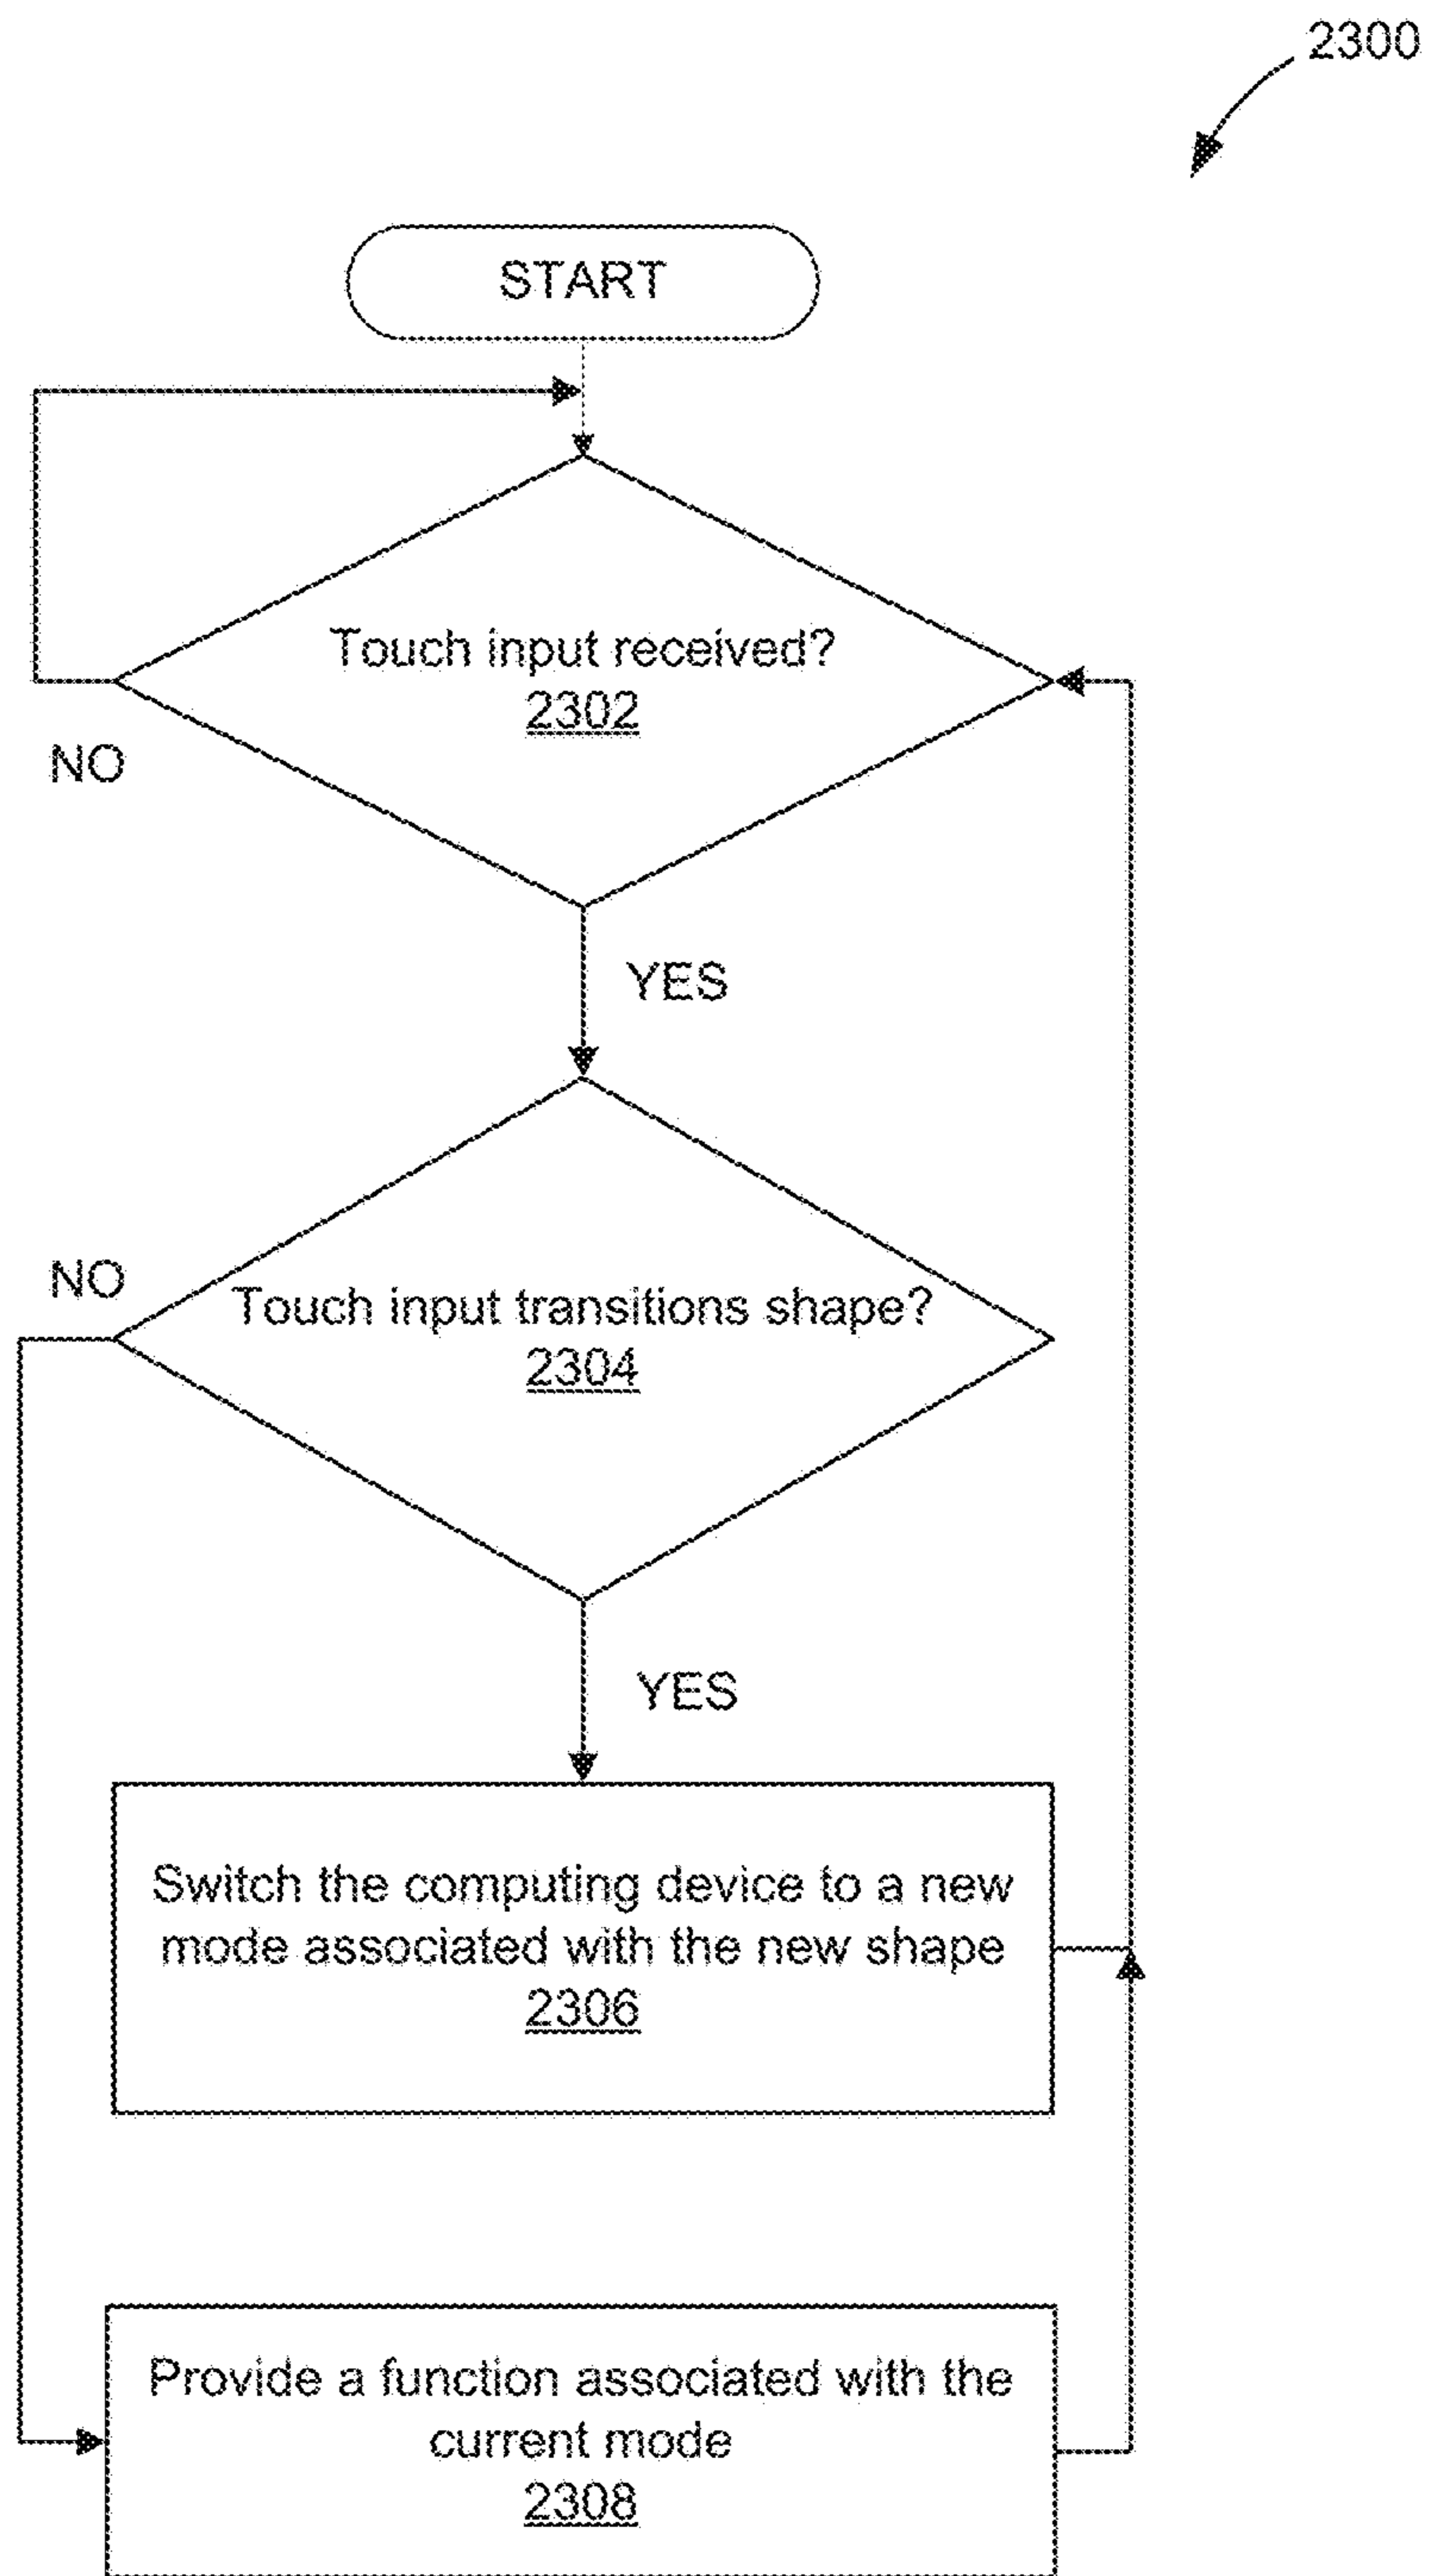 2300
START
Touch input received?
2302
NO
YES
NO
Touch input transitions shape?
2304
YES
Switch the computing device to a new
mode associated with the new shape
2306
Provide a function associated with the
current mode
2308